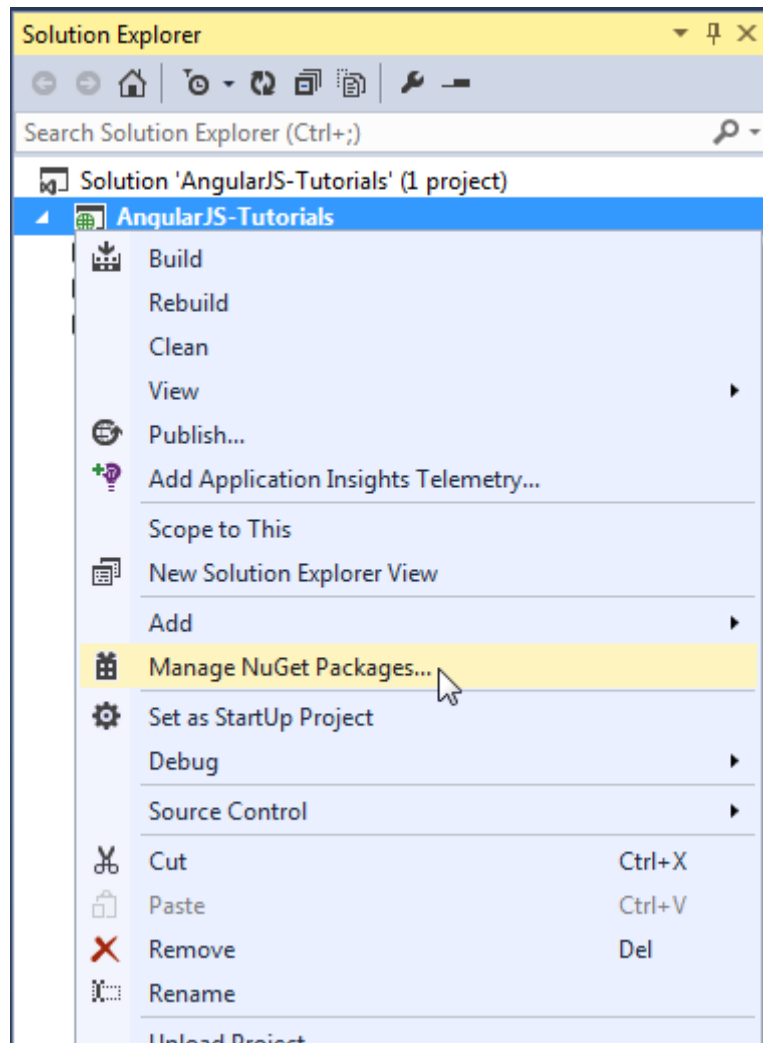 Solution Explorer
Search Solution Explorer (Ctrl+;)
Solution 'AngularJS-Tutorials' (1 project)
AngularJS-Tutorials
Build
Rebuild
Clean
View
Publish...
Add Application Insights Telemetry...
Scope to This
New Solution Explorer View
Add
Manage NuGet Packages...
Set as StartUp Project
Debug
Source Control
Cut Ctrl+X
Paste Ctrl+V
Remove Del
Rename
Upload Project